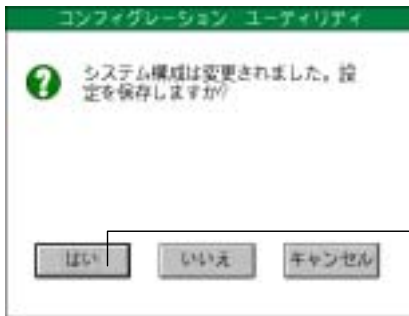 コンフィグレーション ユーティリティ
システム構成は変更されました。設
定を保存しますか?
はい
いいえ
キャンセル